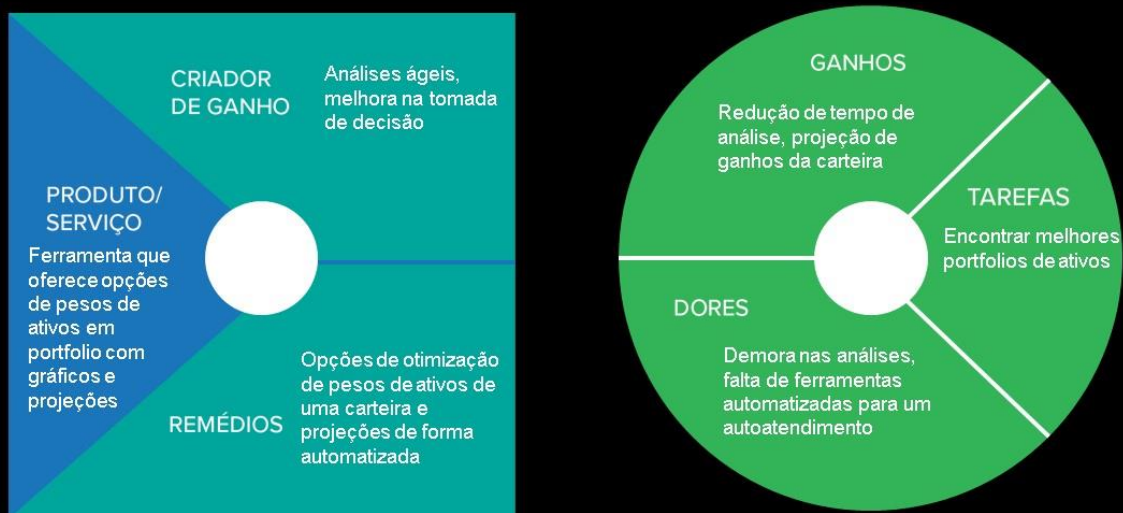 CRIADOR
DE GANHO
Análises ágeis,
melhora na tomada
de decisão
PRODUTO/
SERVIÇO
Ferramenta que
oferece opções
de pesos de
ativos em
portfolio com
gráficos e
projeções
REMÉDIOS
Opções de otimização
de pesos de ativos de
uma carteira e
projeções de forma
automatizada
GANHOS
Redução de tempo de
análise, projeção de
ganhos da carteira
TAREFAS
Encontrar melhores
portfolios de ativos
DORES
Demora nas análises,
falta de ferramentas
automatizadas para um
autoatendimento